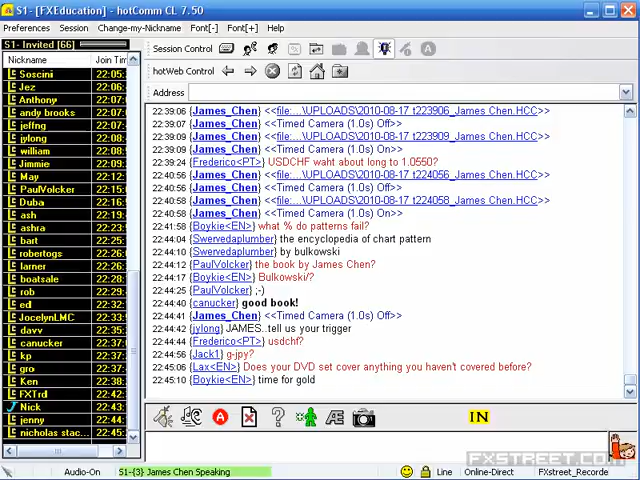 S1- [FXEducation] - hotComm CL 7.50
Preferences Session Change-my-Nickname Font[-] Font[+] Help
S1- Invited [66]
Session Control
Nickname Join Tim
hotWeb Control
Address
Soscini 22:05:
Jez 22:06:
Anthony 22:07:
andy brooks 22:07:
jeffng 22:07:
jylong 22:08:
william 22:09:
Jimmie 22:09:
May 22:12:
PaulVolcker 22:15:
Duba 22:16:
ash 22:19:
ashra 22:21:
bart 22:21:
robertogs 22:21:
larner 22:26:
boatsale 22:27:
rob 22:31:
ed 22:32:
JocelynLMC 22:32:
davv 22:36:
canucker 22:37:
kp 22:37:
gro 22:39:
Ken 22:42:
FXTrd 22:42:
Nick 22:43:
jenny 22:44:
nicholas stac... 22:45:
22:39:06 {James_Chen} <<file:...\UPLOADS\2010-08-17 t223906_James Chen.HCC>>
22:39:07 {James_Chen} <<Timed Camera (1.0s) Off>>
22:39:09 {James_Chen} <<file:...\UPLOADS\2010-08-17 t223909_James Chen.HCC>>
22:39:09 {James_Chen} <<Timed Camera (1.0s) On>>
22:39:24 {Frederico<PT>} USDCHF waht about long to 1.0550?
22:40:56 {James_Chen} <<file:...\UPLOADS\2010-08-17 t224056_James Chen.HCC>>
22:40:56 {James_Chen} <<Timed Camera (1.0s) Off>>
22:40:58 {James_Chen} <<file:...\UPLOADS\2010-08-17 t224058_James Chen.HCC>>
22:40:58 {James_Chen} <<Timed Camera (1.0s) On>>
22:41:58 {Boykie<EN>} what % do patterns fail?
22:44:04 {Swervedaplumber} the encyclopedia of chart pattern
22:44:10 {Swervedaplumber} by bulkowski
22:44:12 {PaulVolcker} the book by James Chen?
22:44:17 {Boykie<EN>} Bulkowski/?
22:44:25 {PaulVolcker} ;-)
22:44:40 {canucker} good book!
22:44:41 {James_Chen} <<Timed Camera (1.0s) Off>>
22:44:42 {jylong} JAMES..tell us your trigger
22:44:44 {Frederico<PT>} usdchf?
22:44:56 {Jack1} g-jpy?
22:45:06 {Lax<EN>} Does your DVD set cover anything you haven't covered before?
22:45:10 {Boykie<EN>} time for gold
IN
FXSTREET.COM
Audio-On S1-{3} James Chen Speaking Line Online-Direct FXstreet_Recorde